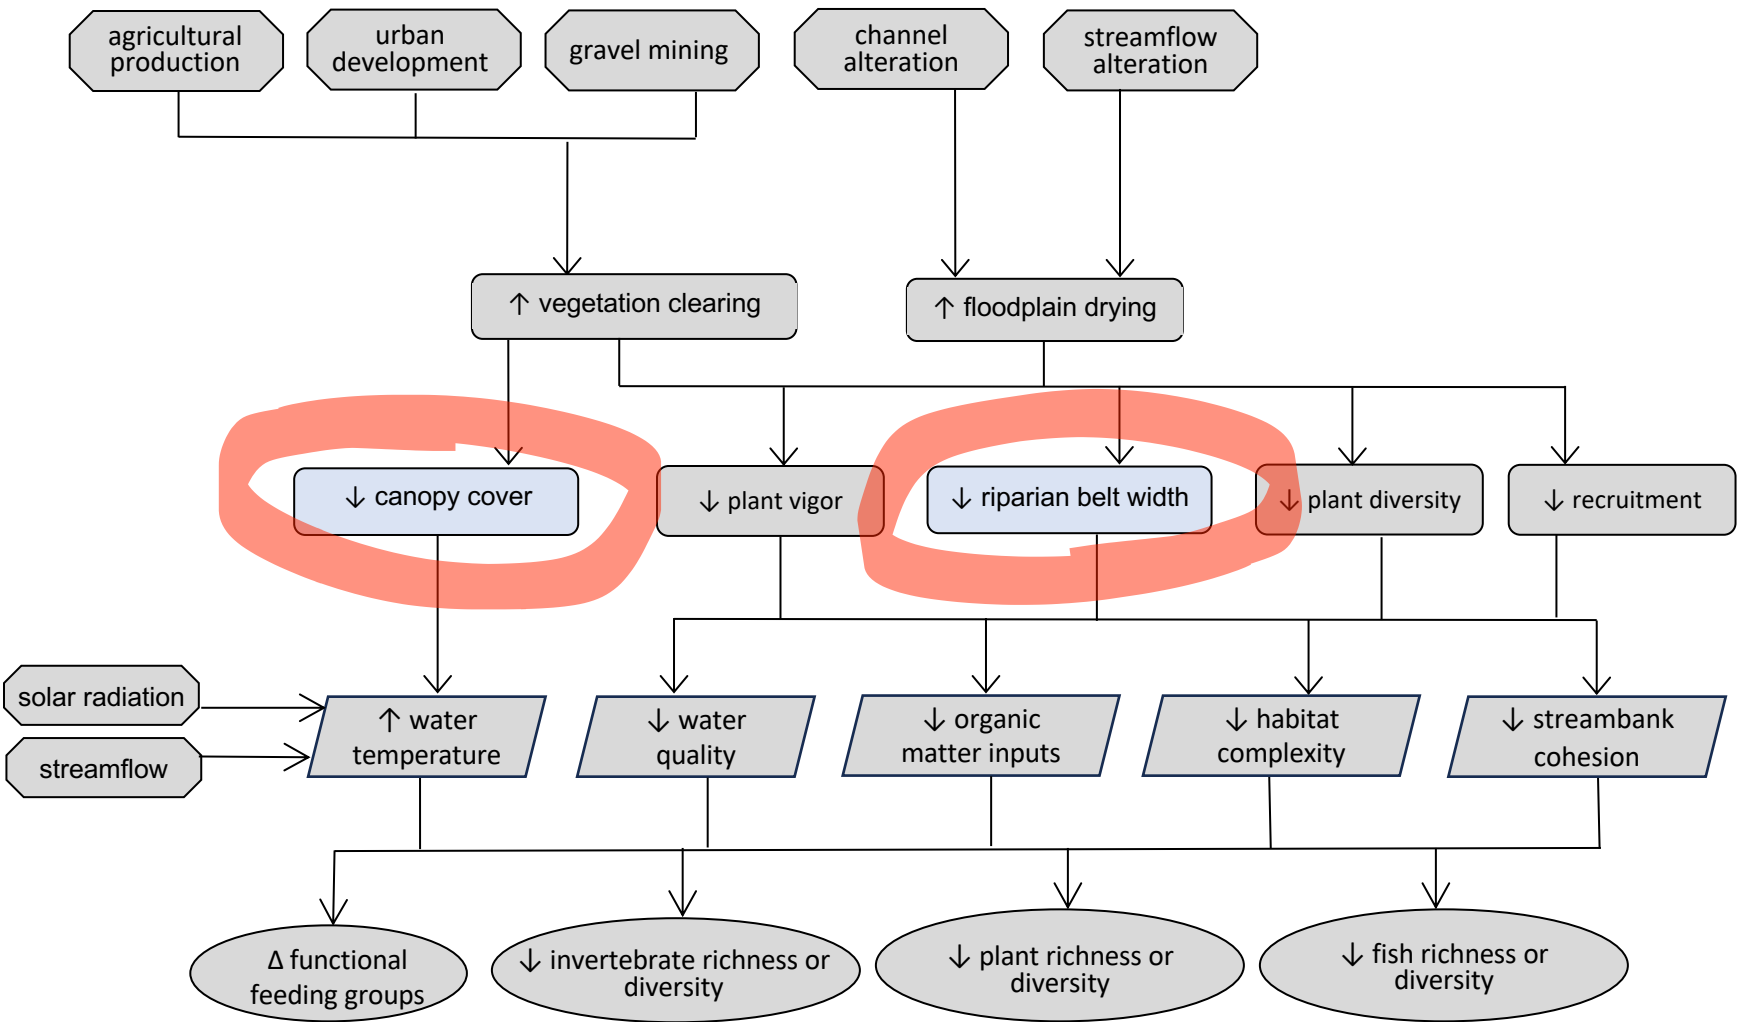 agricultural
production
urban
development
gravel mining
channel
alteration
streamflow
alteration
↑ vegetation clearing
↑ floodplain drying
↓ canopy cover
↓ plant vigor
↓ riparian belt width
↓ plant diversity
↓ recruitment
solar radiation
streamflow
↑ water
temperature
↓ water
quality
↓ organic
matter inputs
↓ habitat
complexity
↓ streambank
cohesion
Δ functional
feeding groups
↓ invertebrate richness or
diversity
↓ plant richness or
diversity
↓ fish richness or
diversity